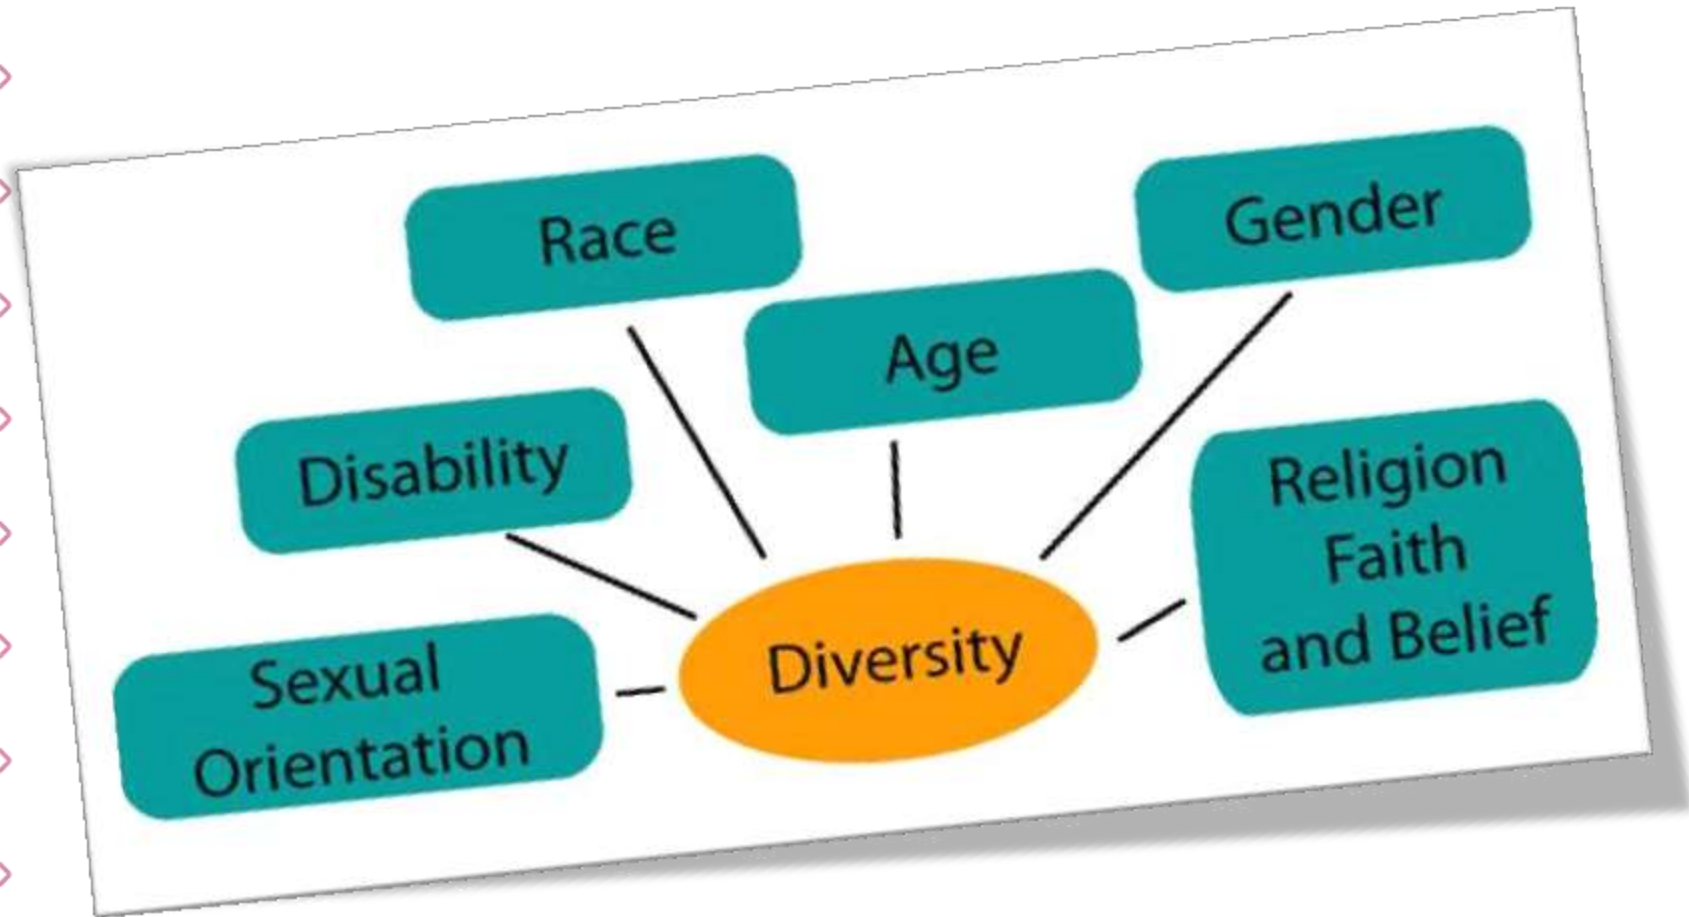 Race
Gender
Age
Disability
Religion
Faith
and Belief
Diversity
Sexual
Orientation